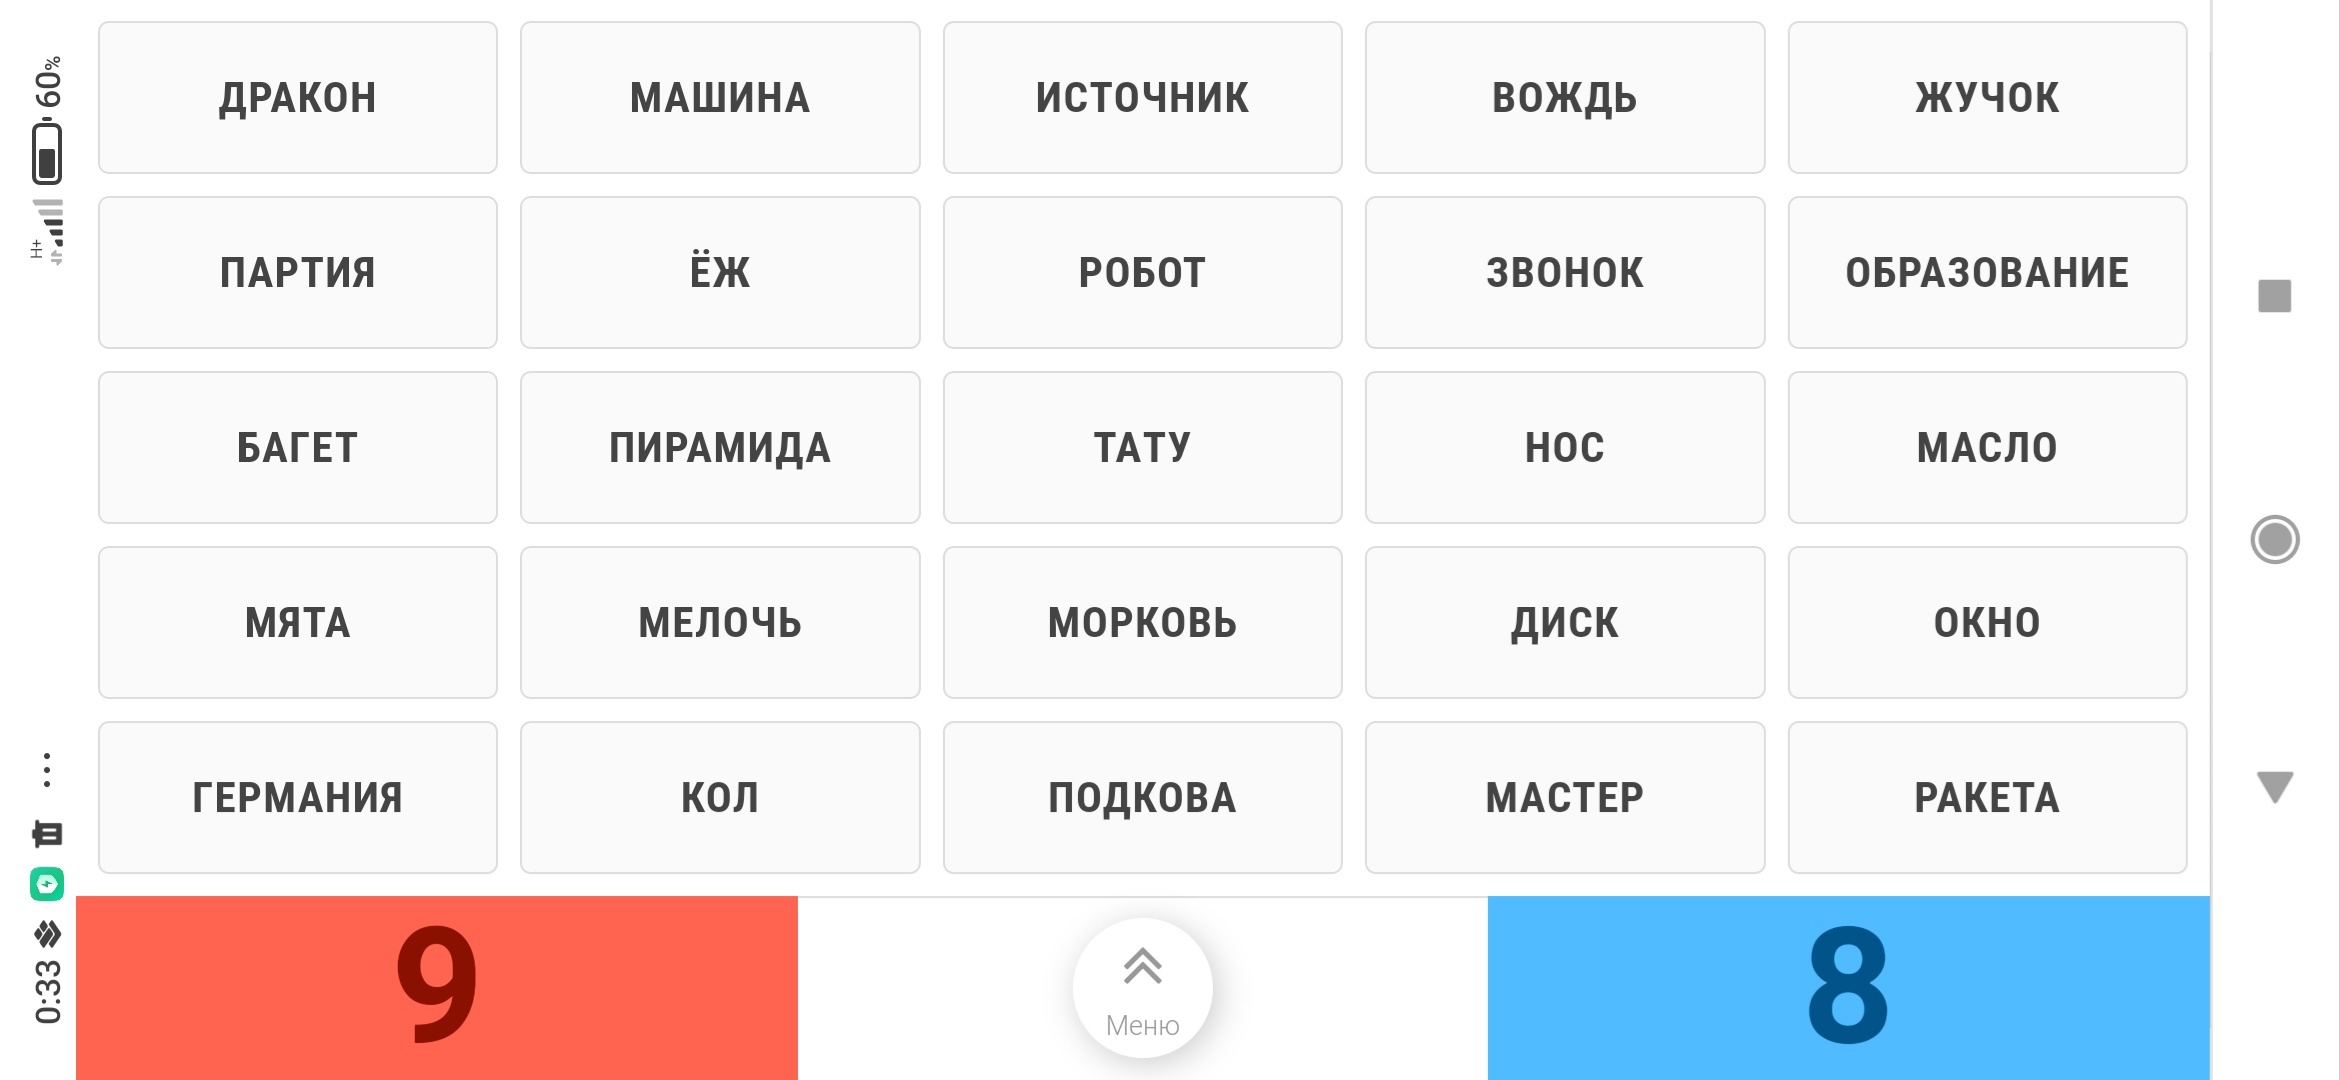 ДРАКОН
МАШИНА
ИСТОЧНИК
ВОЖДЬ
ЖУЧОК
ПАРТИЯ
ЁЖ
РОБОТ
ЗВОНОК
ОБРАЗОВАНИЕ
БАГЕТ
ПИРАМИДА
ТАТУ
НОС
МАСЛО
МЯТА
МЕЛОЧЬ
МОРКОВЬ
ДИСК
ОКНО
ГЕРМАНИЯ
КОЛ
ПОДКОВА
МАСТЕР
РАКЕТА
9
Меню
8
0:33
H+
60%